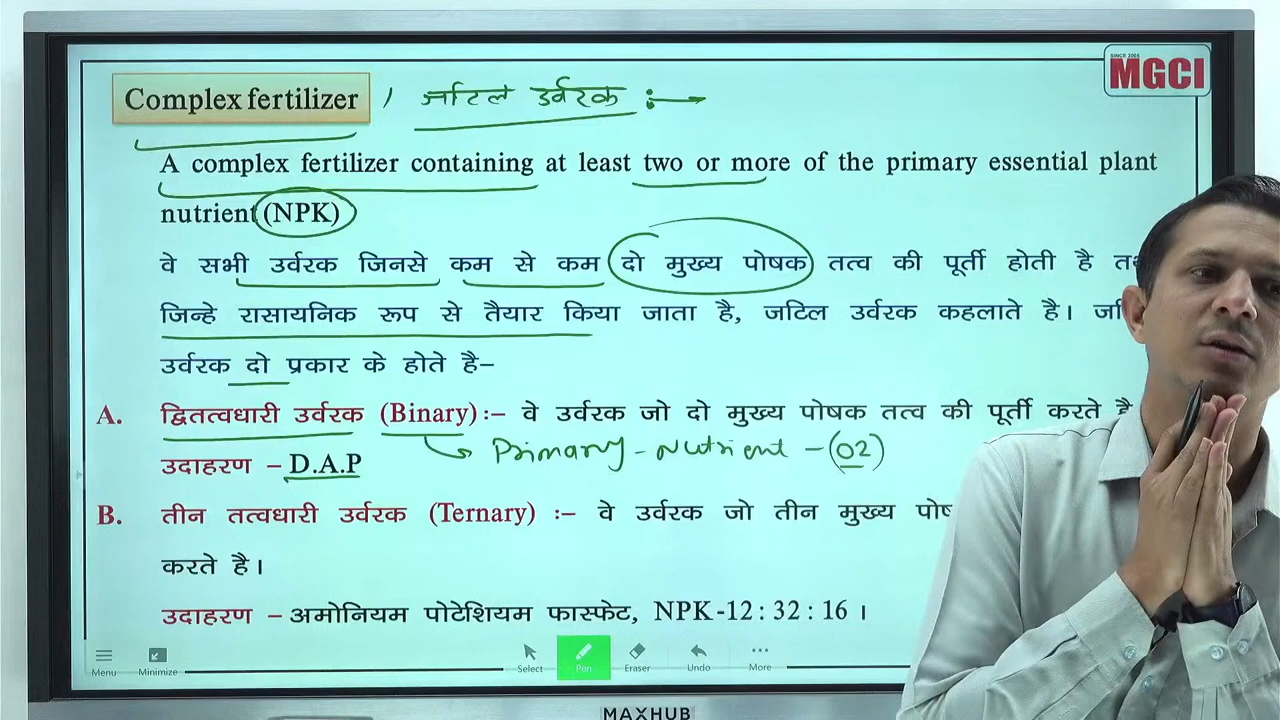 SINCE 2005
MGCI
Complex fertilizer / जटिल उर्वरक :→
A complex fertilizer containing at least two or more of the primary essential plant
nutrient (NPK)
वे सभी उर्वरक जिनसे कम से कम दो मुख्य पोषक तत्व की पूर्ती होती है
जिन्हे रासायनिक रूप से तैयार किया जाता है, जटिल उर्वरक कहलाते है।
उर्वरक दो प्रकार के होते है–
A. द्वितत्वधारी उर्वरक (Binary) :– वे उर्वरक जो दो मुख्य पोषक तत्व की पूर्ती करते है
Primary - Nutrient - (02)
उदाहरण – D.A.P
B. तीन तत्वधारी उर्वरक (Ternary) :– वे उर्वरक जो तीन मुख्य
करते है।
उदाहरण – अमोनियम पोटेशियम फास्फेट, NPK-12 : 32 : 16 ।
Menu Minimize Select Pen Eraser Undo More
MAXHUB